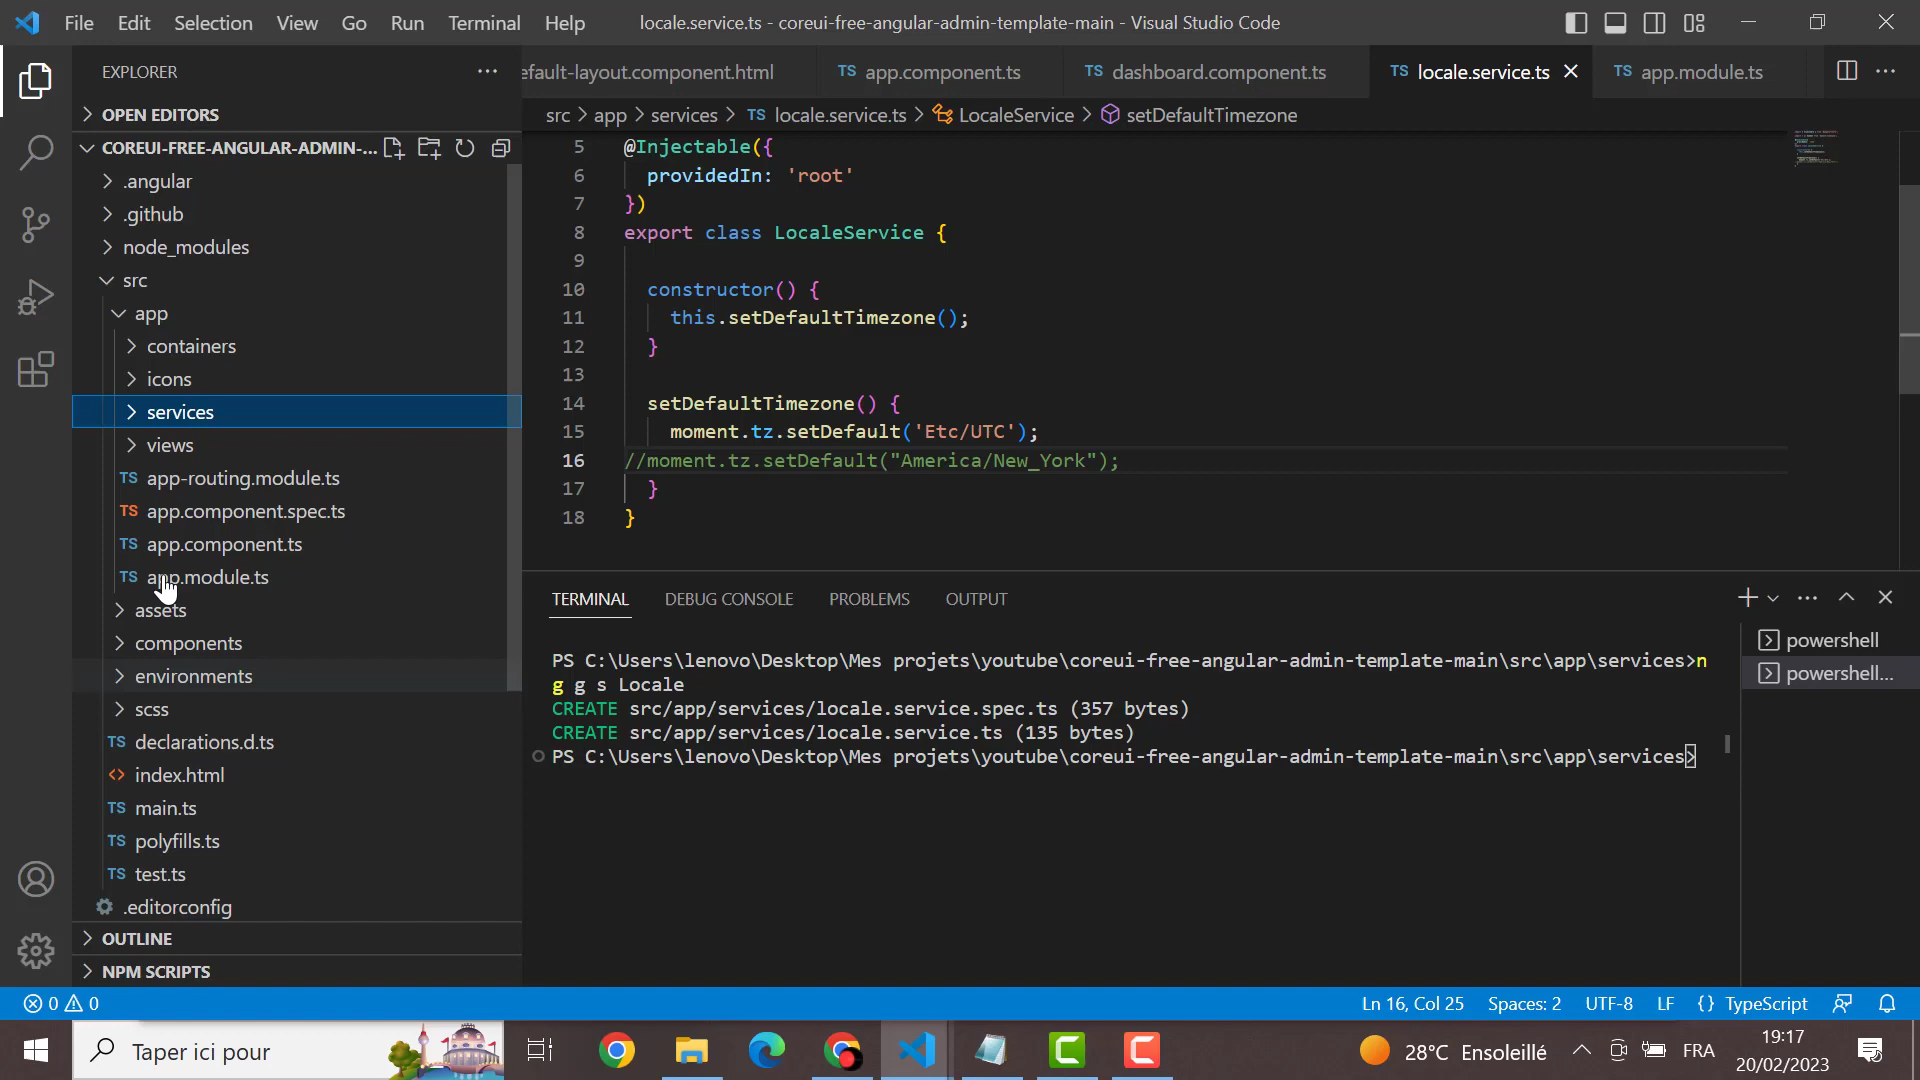 File Edit Selection View Go Run Terminal Help
locale.service.ts - coreui-free-angular-admin-template-main - Visual Studio Code
EXPLORER
OPEN EDITORS
COREUI-FREE-ANGULAR-ADMIN-...
.angular
.github
node_modules
src
app
containers
icons
services
views
TS app-routing.module.ts
TS app.component.spec.ts
TS app.component.ts
TS app.module.ts
assets
components
environments
scss
TS declarations.d.ts
<> index.html
TS main.ts
TS polyfills.ts
TS test.ts
.editorconfig
OUTLINE
NPM SCRIPTS
efault-layout.component.html TS app.component.ts TS dashboard.component.ts TS locale.service.ts TS app.module.ts
src > app > services > TS locale.service.ts > LocaleService > setDefaultTimezone
5 @Injectable({
6 providedIn: 'root'
7 })
8 export class LocaleService {
9
10 constructor() {
11 this.setDefaultTimezone();
12 }
13
14 setDefaultTimezone() {
15 moment.tz.setDefault('Etc/UTC');
16 //moment.tz.setDefault("America/New_York");
17 }
18 }
TERMINAL DEBUG CONSOLE PROBLEMS OUTPUT
PS C:\Users\lenovo\Desktop\Mes projets\youtube\coreui-free-angular-admin-template-main\src\app\services>n
g g s Locale
CREATE src/app/services/locale.service.spec.ts (357 bytes)
CREATE src/app/services/locale.service.ts (135 bytes)
PS C:\Users\lenovo\Desktop\Mes projets\youtube\coreui-free-angular-admin-template-main\src\app\services>
powershell
powershell...
0 0
Ln 16, Col 25 Spaces: 2 UTF-8 LF {} TypeScript
Taper ici pour
28°C Ensoleillé
FRA
19:17
20/02/2023